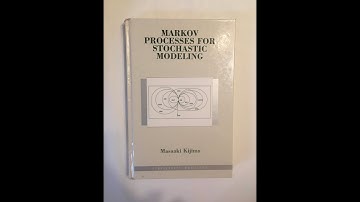 MARKOV
PROCESSES FOR
STOCHASTIC
MODELING
Masaaki Kijima